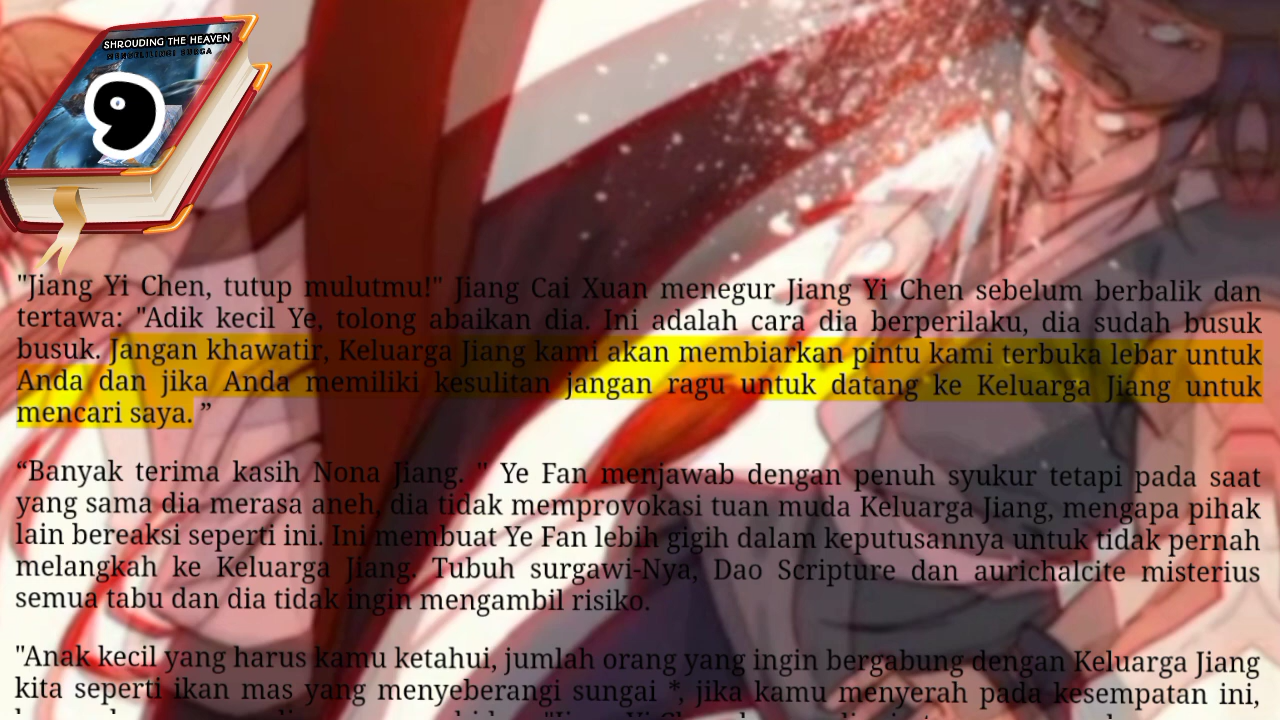 SHROUDING THE HEAVEN
9
"Jiang Yi Chen, tutup mulutmu!" Jiang Cai Xuan menegur Jiang Yi Chen sebelum berbalik dan
tertawa: "Adik kecil Ye, tolong abaikan dia. Ini adalah cara dia berperilaku, dia sudah busuk
busuk. Jangan khawatir, Keluarga Jiang kami akan membiarkan pintu kami terbuka lebar untuk
Anda dan jika Anda memiliki kesulitan jangan ragu untuk datang ke Keluarga Jiang untuk
mencari saya. ”
“Banyak terima kasih Nona Jiang. " Ye Fan menjawab dengan penuh syukur tetapi pada saat
yang sama dia merasa aneh, dia tidak memprovokasi tuan muda Keluarga Jiang, mengapa pihak
lain bereaksi seperti ini. Ini membuat Ye Fan lebih gigih dalam keputusannya untuk tidak pernah
melangkah ke Keluarga Jiang. Tubuh surgawi-Nya, Dao Scripture dan aurichalcite misterius
semua tabu dan dia tidak ingin mengambil risiko.
"Anak kecil yang harus kamu ketahui, jumlah orang yang ingin bergabung dengan Keluarga Jiang
kita seperti ikan mas yang menyeberangi sungai *, jika kamu menyerah pada kesempatan ini,